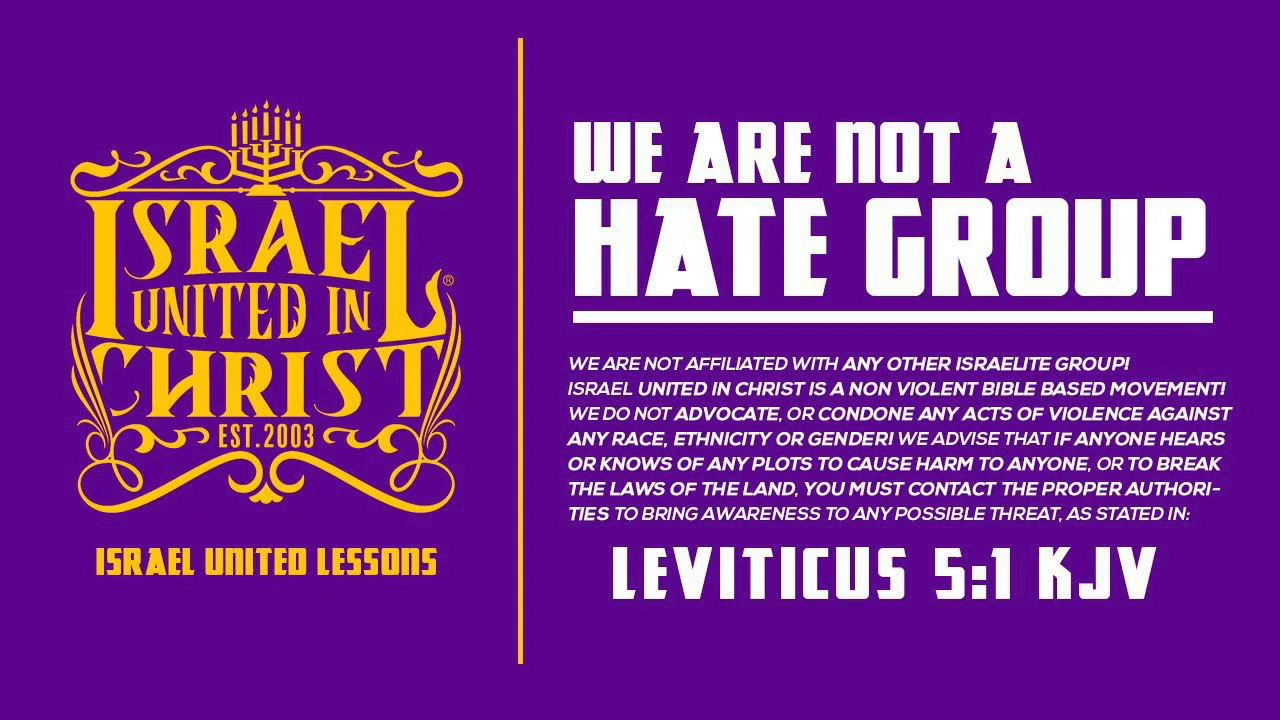 ISRAEL
UNITED IN
CHRIST
®
EST. 2003
ISRAEL UNITED LESSONS
WE ARE NOT A
HATE GROUP
WE ARE NOT AFFILIATED WITH ANY OTHER ISRAELITE GROUP!
ISRAEL UNITED IN CHRIST IS A NON VIOLENT BIBLE BASED MOVEMENT!
WE DO NOT ADVOCATE, OR CONDONE ANY ACTS OF VIOLENCE AGAINST
ANY RACE, ETHNICITY OR GENDER! WE ADVISE THAT IF ANYONE HEARS
OR KNOWS OF ANY PLOTS TO CAUSE HARM TO ANYONE, OR TO BREAK
THE LAWS OF THE LAND, YOU MUST CONTACT THE PROPER AUTHORI-
TIES TO BRING AWARENESS TO ANY POSSIBLE THREAT, AS STATED IN:
LEVITICUS 5:1 KJV